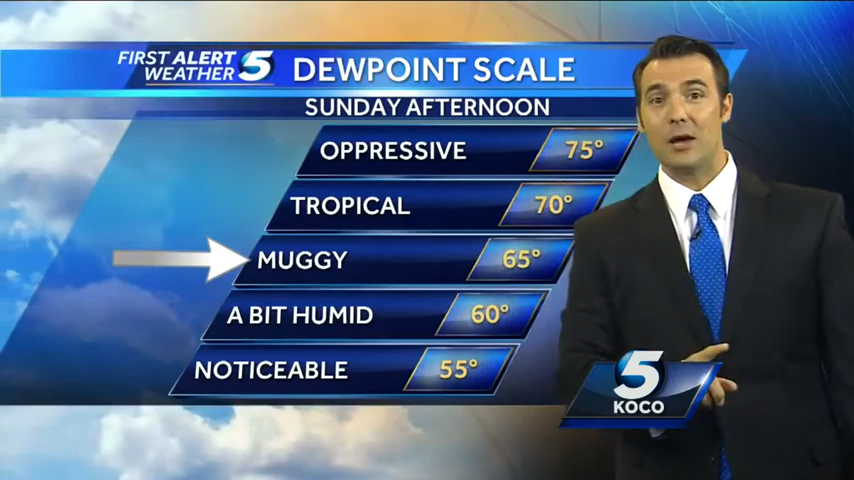 FIRST ALERT
WEATHER 5
DEWPOINT SCALE
SUNDAY AFTERNOON
OPPRESSIVE 75°
TROPICAL 70°
MUGGY 65°
A BIT HUMID 60°
NOTICEABLE 55°
5
KOCO